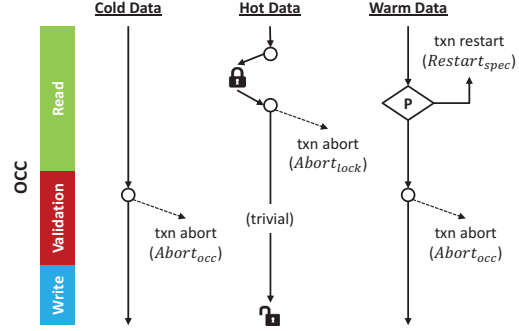 Cold Data
Hot Data
Warm Data
OCC
Read
Validation
Write
txn abort
(Abort_occ)
txn abort
(Abort_lock)
(trivial)
P
txn restart
(Restart_spec)
txn abort
(Abort_occ)